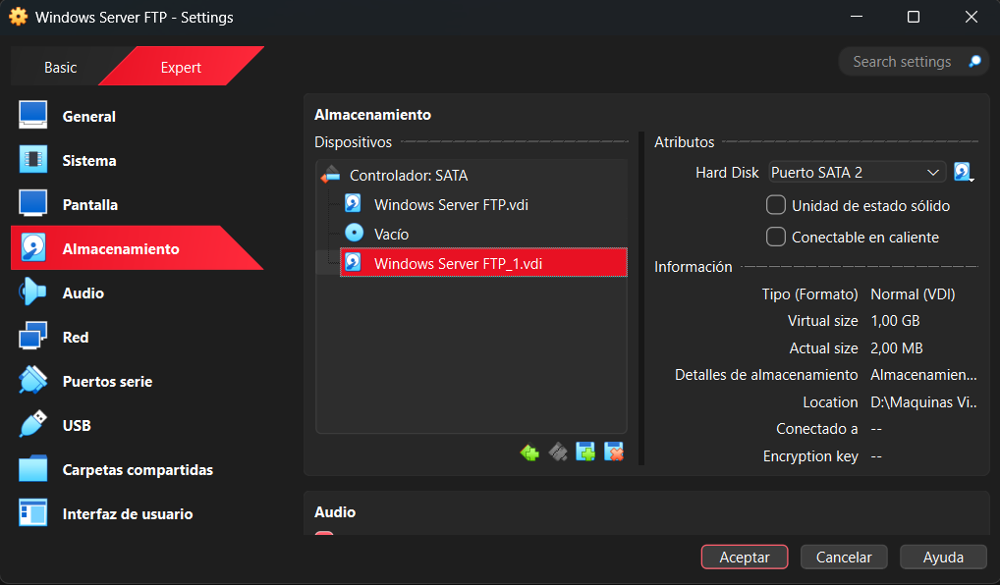 Windows Server FTP - Settings
Basic
Expert
Search settings
General
Sistema
Pantalla
Almacenamiento
Audio
Red
Puertos serie
USB
Carpetas compartidas
Interfaz de usuario
Almacenamiento
Dispositivos
Controlador: SATA
Windows Server FTP.vdi
Vacío
Windows Server FTP_1.vdi
Atributos
Hard Disk Puerto SATA 2
Unidad de estado sólido
Conectable en caliente
Información
Tipo (Formato) Normal (VDI)
Virtual size 1,00 GB
Actual size 2,00 MB
Detalles de almacenamiento Almacenamien...
Location D:\Maquinas Vi...
Conectado a --
Encryption key --
Audio
Aceptar
Cancelar
Ayuda